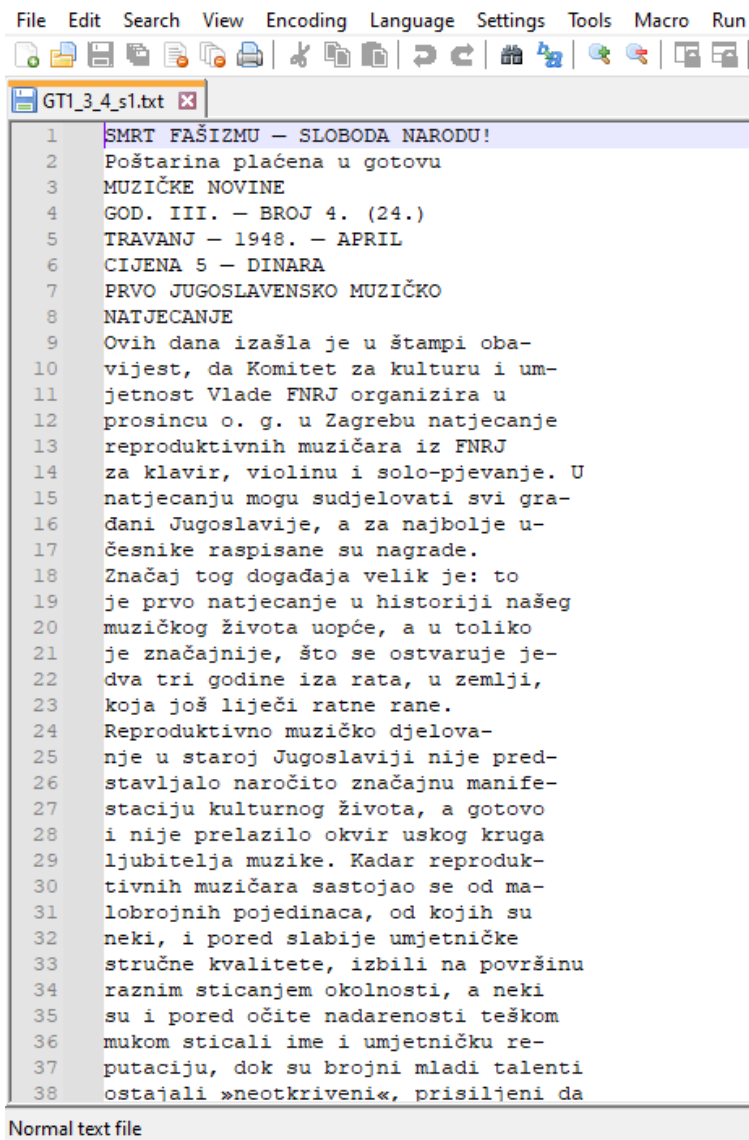 File Edit Search View Encoding Language Settings Tools Macro Run
GT1_3_4_s1.txt
1 SMRT FAŠIZMU — SLOBODA NARODU!
2 Poštarina plaćena u gotovu
3 MUZIČKE NOVINE
4 GOD. III. — BROJ 4. (24.)
5 TRAVANJ — 1948. — APRIL
6 CIJENA 5 — DINARA
7 PRVO JUGOSLAVENSKO MUZIČKO
8 NATJECANJE
9 Ovih dana izašla je u štampi oba-
10 vijest, da Komitet za kulturu i um-
11 jetnost Vlade FNRJ organizira u
12 prosincu o. g. u Zagrebu natjecanje
13 reproduktivnih muzičara iz FNRJ
14 za klavir, violinu i solo-pjevanje. U
15 natjecanju mogu sudjelovati svi gra-
16 đani Jugoslavije, a za najbolje u-
17 česnike raspisane su nagrade.
18 Značaj tog događaja velik je: to
19 je prvo natjecanje u historiji našeg
20 muzičkog života uopće, a u toliko
21 je značajnije, što se ostvaruje je-
22 dva tri godine iza rata, u zemlji,
23 koja još liječi ratne rane.
24 Reproduktivno muzičko djelova-
25 nje u staroj Jugoslaviji nije pred-
26 stavljalo naročito značajnu manife-
27 staciju kulturnog života, a gotovo
28 i nije prelazilo okvir uskog kruga
29 ljubitelja muzike. Kadar reproduk-
30 tivnih muzičara sastojao se od ma-
31 lobrojnih pojedinaca, od kojih su
32 neki, i pored slabije umjetničke
33 stručne kvalitete, izbili na površinu
34 raznim sticanjem okolnosti, a neki
35 su i pored očite nadarenosti teškom
36 mukom sticali ime i umjetničku re-
37 putaciju, dok su brojni mladi talenti
38 ostajali »neotkriveni«, prisiljeni da
Normal text file